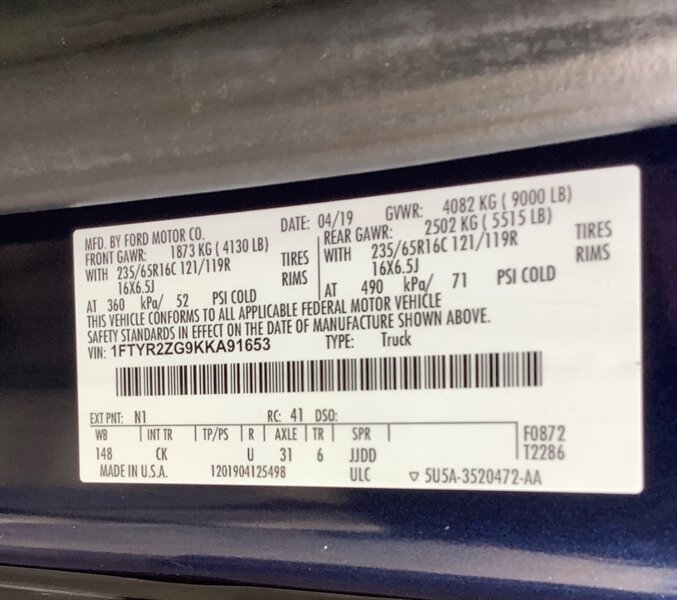 MFD. BY FORD MOTOR CO. DATE: 04/19 GVWR: 4082 KG ( 9000 LB)
FRONT GAWR: 1873 KG ( 4130 LB) REAR GAWR: 2502 KG ( 5515 LB)
WITH 235/65R16C 121/119R TIRES WITH 235/65R16C 121/119R TIRES
16X6.5J RIMS 16X6.5J RIMS
AT 360 kPa/ 52 PSI COLD AT 490 kPa/ 71 PSI COLD
THIS VEHICLE CONFORMS TO ALL APPLICABLE FEDERAL MOTOR VEHICLE
SAFETY STANDARDS IN EFFECT ON THE DATE OF MANUFACTURE SHOWN ABOVE.
VIN: 1FTYR2ZG9KKA91653 TYPE: Truck
EXT PNT: N1 RC: 41 DSO:
WB INT TR TP/PS R AXLE TR SPR F0872
148 CK U 31 6 JJDD T2286
MADE IN U.S.A. 1201904125498 ULC ▽ 5U5A-3520472-AA